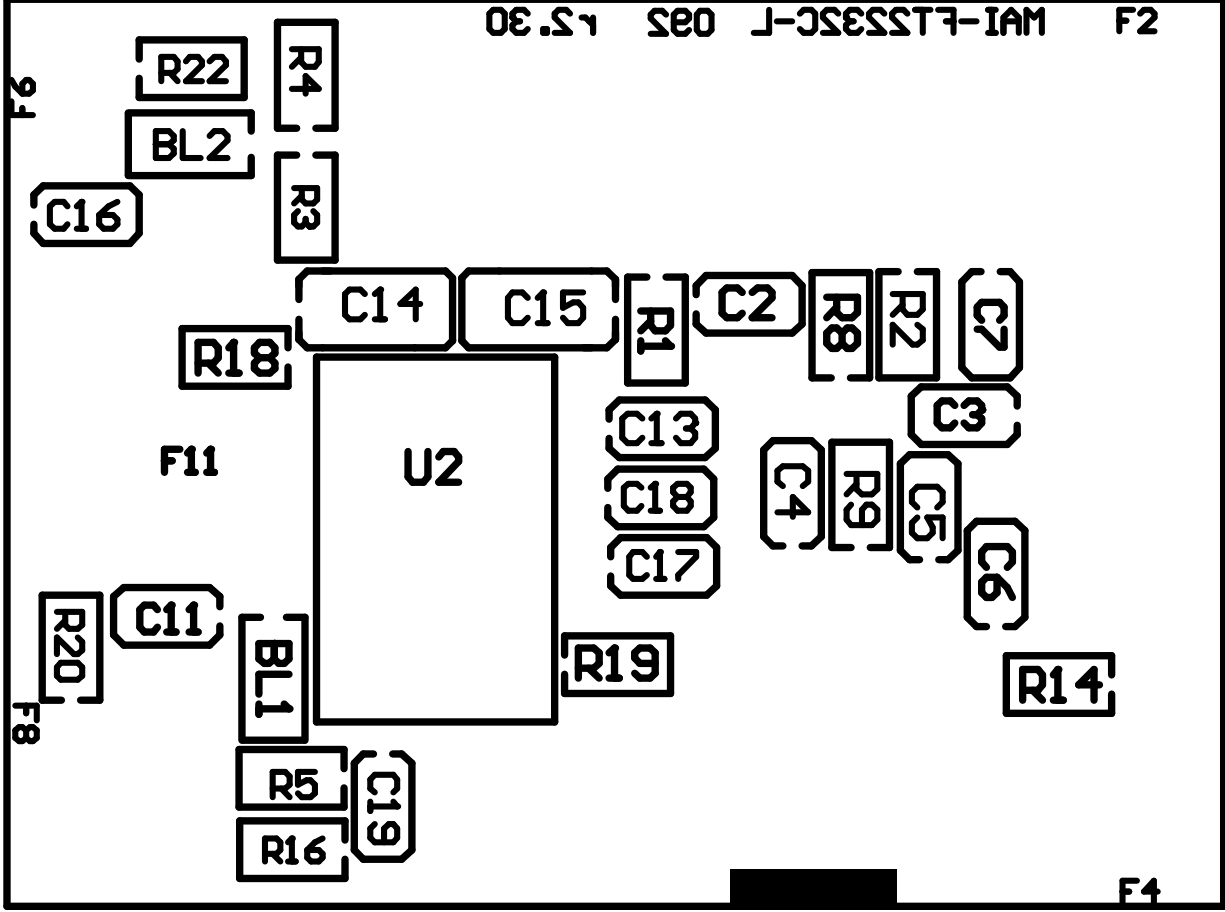 MAI-FT2232C-L 092 r2.30
F2
R22
R4
F6
BL2
C16
R3
C14
C15
R1
C2
R8
R2
C7
R18
C13
C3
F11
U2
C18
C4
R9
C5
C17
C6
R20
C11
BL1
R19
R14
F8
R5
C19
R16
F4